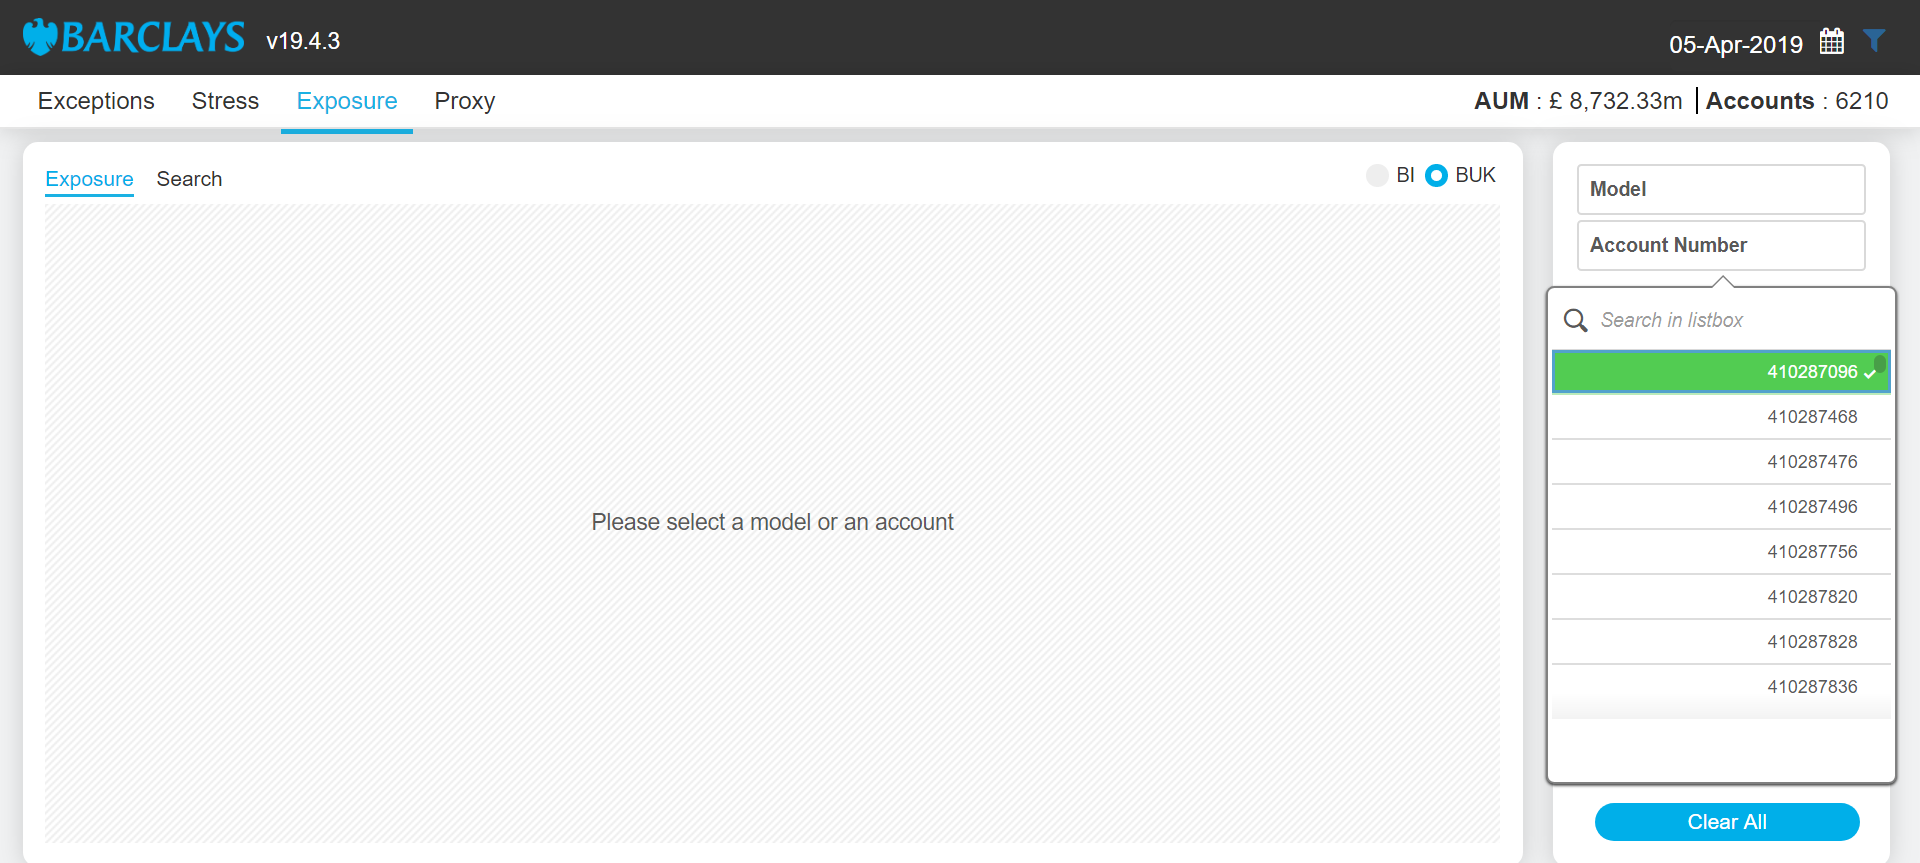 BARCLAYS v19.4.3
05-Apr-2019
Exceptions Stress Exposure Proxy
AUM : £ 8,732.33m Accounts : 6210
Exposure Search
BI BUK
Please select a model or an account
Model
Account Number
Search in listbox
410287096
410287468
410287476
410287496
410287756
410287820
410287828
410287836
Clear All